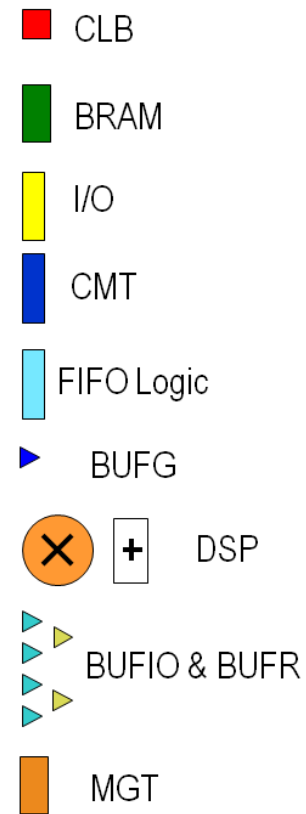 CLB
BRAM
I/O
CMT
FIFO Logic
BUFG
× + DSP
BUFIO & BUFR
MGT